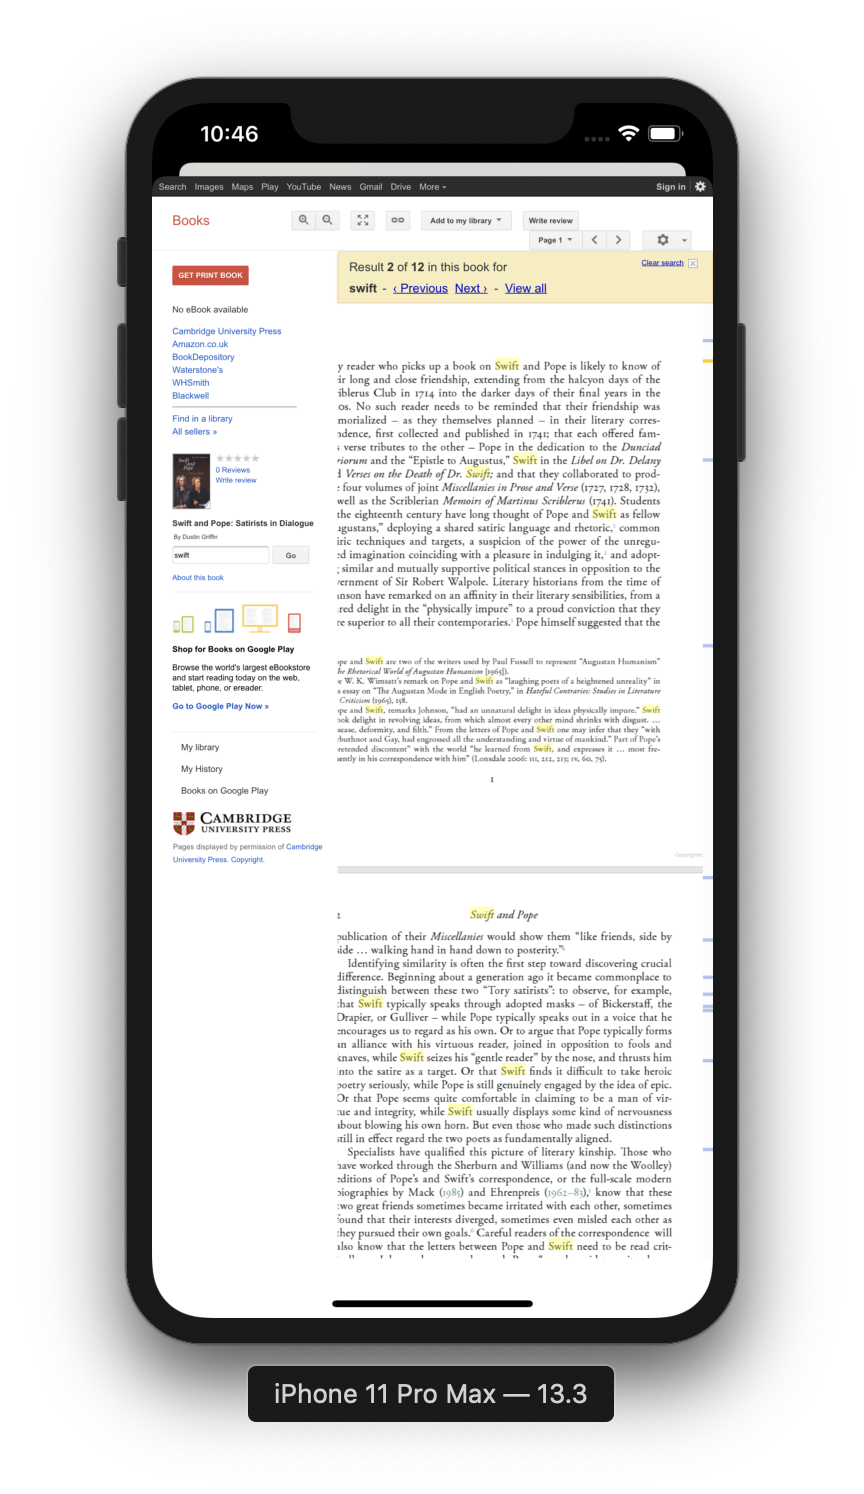 10:46
Search Images Maps Play YouTube News Gmail Drive More
Sign in
Books
Add to my library
Write review
Page 1
GET PRINT BOOK
No eBook available
Cambridge University Press
Amazon.co.uk
BookDepository
Waterstone's
WHSmith
Blackwell
Find in a library
All sellers »
Swift and Pope
0 Reviews
Write review
Swift and Pope: Satirists in Dialogue
By Dustin Griffin
swift
Go
About this book
Shop for Books on Google Play
Browse the world's largest eBookstore
and start reading today on the web,
tablet, phone, or ereader.
Go to Google Play Now »
My library
My History
Books on Google Play
CAMBRIDGE
UNIVERSITY PRESS
Pages displayed by permission of Cambridge
University Press. Copyright.
Result 2 of 12 in this book for
Clear search
swift - ‹ Previous Next › - View all
y reader who picks up a book on Swift and Pope is likely to know of
ir long and close friendship, extending from the halcyon days of the
iblerus Club in 1714 into the darker days of their final years in the
os. No such reader needs to be reminded that their friendship was
morialized – as they themselves planned – in their literary corres-
ndence, first collected and published in 1741; that each offered fam-
s verse tributes to the other – Pope in the dedication to the Dunciad
riorum and the “Epistle to Augustus,” Swift in the Libel on Dr. Delany
l Verses on the Death of Dr. Swift; and that they collaborated to prod-
: four volumes of joint Miscellanies in Prose and Verse (1727, 1728, 1732),
well as the Scriblerian Memoirs of Martinus Scriblerus (1741). Students
the eighteenth century have long thought of Pope and Swift as fellow
ugustans,” deploying a shared satiric language and rhetoric,¹ common
iric techniques and targets, a suspicion of the power of the unregu-
ed imagination coinciding with a pleasure in indulging it,² and adopt-
; similar and mutually supportive political stances in opposition to the
vernment of Sir Robert Walpole. Literary historians from the time of
nson have remarked on an affinity in their literary sensibilities, from a
red delight in the “physically impure” to a proud conviction that they
re superior to all their contemporaries.³ Pope himself suggested that the
ope and Swift are two of the writers used by Paul Fussell to represent “Augustan Humanism”
he Rhetorical World of Augustan Humanism [1965]).
e W. K. Wimsatt's remark on Pope and Swift as “laughing poets of a heightened unreality” in
s essay on “The Augustan Mode in English Poetry,” in Hateful Contraries: Studies in Literature
Criticism (1965), 158.
ope and Swift, remarks Johnson, “had an unnatural delight in ideas physically impure.” Swift
ook delight in revolving ideas, from which almost every other mind shrinks with disgust. …
sease, deformity, and filth.” From the letters of Pope and Swift one may infer that they “with
rbuthnot and Gay, had engrossed all the understanding and virtue of mankind.” Part of Pope's
retended discontent” with the world “he learned from Swift, and expresses it … most fre-
ently in his correspondence with him” (Lonsdale 2006: III, 212, 213; IV, 60, 75).
1
Copyrighted
2 Swift and Pope
publication of their Miscellanies would show them “like friends, side by
side … walking hand in hand down to posterity.”⁴
Identifying similarity is often the first step toward discovering crucial
difference. Beginning about a generation ago it became commonplace to
distinguish between these two “Tory satirists”: to observe, for example,
that Swift typically speaks through adopted masks – of Bickerstaff, the
Drapier, or Gulliver – while Pope typically speaks out in a voice that he
encourages us to regard as his own. Or to argue that Pope typically forms
an alliance with his virtuous reader, joined in opposition to fools and
knaves, while Swift seizes his “gentle reader” by the nose, and thrusts him
into the satire as a target. Or that Swift finds it difficult to take heroic
poetry seriously, while Pope is still genuinely engaged by the idea of epic.
Or that Pope seems quite comfortable in claiming to be a man of vir-
tue and integrity, while Swift usually displays some kind of nervousness
about blowing his own horn. But even those who made such distinctions
still in effect regard the two poets as fundamentally aligned.
Specialists have qualified this picture of literary kinship. Those who
have worked through the Sherburn and Williams (and now the Woolley)
editions of Pope's and Swift's correspondence, or the full-scale modern
biographies by Mack (1985) and Ehrenpreis (1962–83),⁵ know that these
two great friends sometimes became irritated with each other, sometimes
found that their interests diverged, sometimes even misled each other as
they pursued their own goals.⁶ Careful readers of the correspondence will
also know that the letters between Pope and Swift need to be read crit-
iPhone 11 Pro Max — 13.3